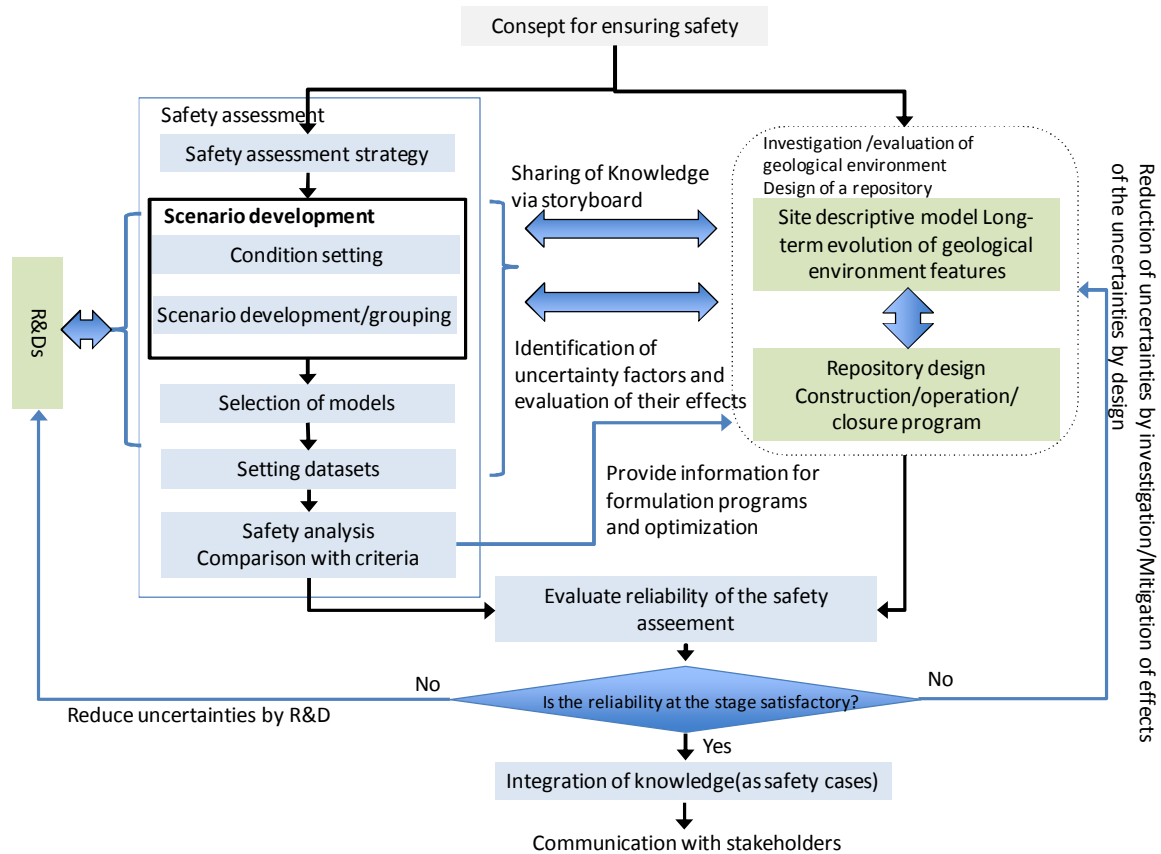 Consept for ensuring safety
Safety assessment
Safety assessment strategy
Scenario development
Condition setting
Scenario development/grouping
Selection of models
Setting datasets
Safety analysis
Comparison with criteria
R&Ds
Sharing of Knowledge
via storyboard
Identification of
uncertainty factors and
evaluation of their effects
Provide information for
formulation programs
and optimization
Investigation /evaluation of
geological environment
Design of a repository
Site descriptive model Long-
term evolution of geological
environment features
Repository design
Construction/operation/
closure program
Reduction of uncertainties by investigation/Mitigation of effects
of the uncertainties by design
Evaluate reliability of the safety
asseement
No
Is the reliability at the stage satisfactory?
No
Reduce uncertainties by R&D
Yes
Integration of knowledge(as safety cases)
Communication with stakeholders